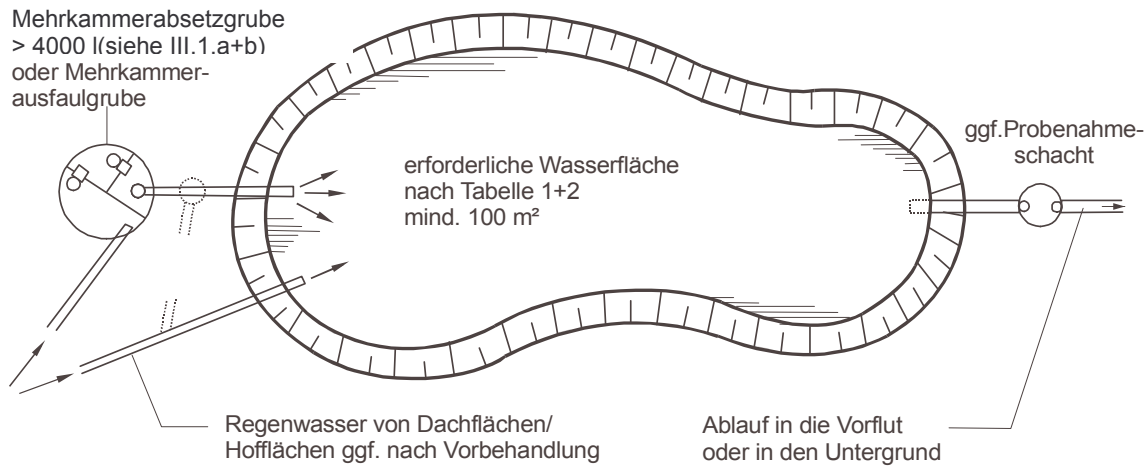 Mehrkammerabsetzgrube
> 4000 l(siehe III.1.a+b)
oder Mehrkammer-
ausfaulgrube
erforderliche Wasserfläche
nach Tabelle 1+2
mind. 100 m²
ggf.Probenahme-
schacht
Regenwasser von Dachflächen/
Hofflächen ggf. nach Vorbehandlung
Ablauf in die Vorflut
oder in den Untergrund